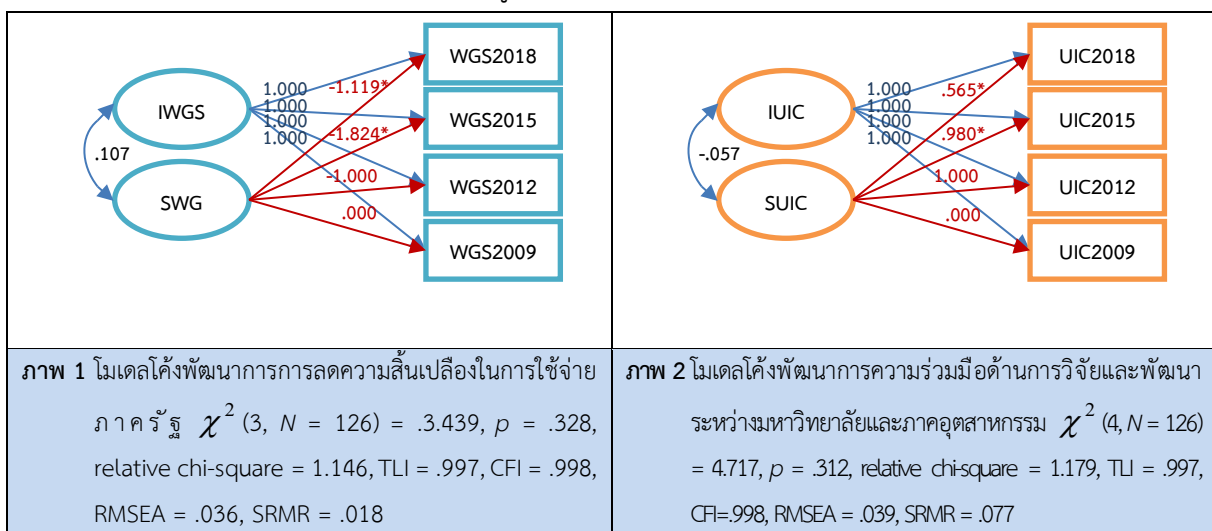 IWGS
SWG
.107
1.000
1.000
1.000
1.000
-1.119*
-1.824*
-1.000
.000
WGS2018
WGS2015
WGS2012
WGS2009
IUIC
SUIC
-.057
1.000
1.000
1.000
1.000
.565*
.980*
1.000
.000
UIC2018
UIC2015
UIC2012
UIC2009
ภาพ 1 โมเดลโค้งพัฒนาการการลดความสิ้นเปลืองในการใช้จ่าย
ภาครัฐ χ² (3, N = 126) = .3.439, p = .328,
relative chi-square = 1.146, TLI = .997, CFI = .998,
RMSEA = .036, SRMR = .018
ภาพ 2 โมเดลโค้งพัฒนาการความร่วมมือด้านการวิจัยและพัฒนา
ระหว่างมหาวิทยาลัยและภาคอุตสาหกรรม χ² (4, N = 126)
= 4.717, p = .312, relative chi-square = 1.179, TLI = .997,
CFI=.998, RMSEA = .039, SRMR = .077